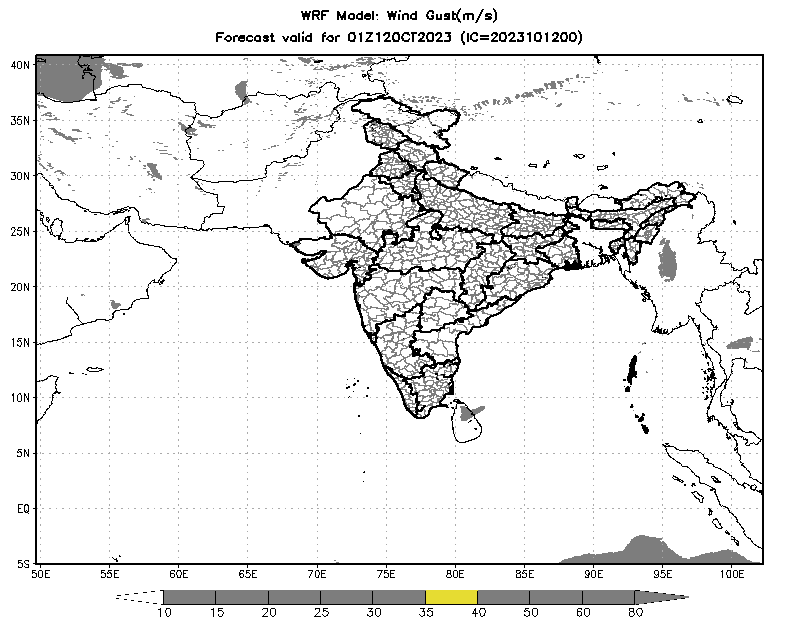 WRF Model: Wind Gust(m/s)
Forecast valid for 01Z12OCT2023 (IC=2023101200)
40N
35N
30N
25N
20N
15N
10N
5N
EQ
5S
50E 55E 60E 65E 70E 75E 80E 85E 90E 95E 100E
10 15 20 25 30 35 40 50 60 80